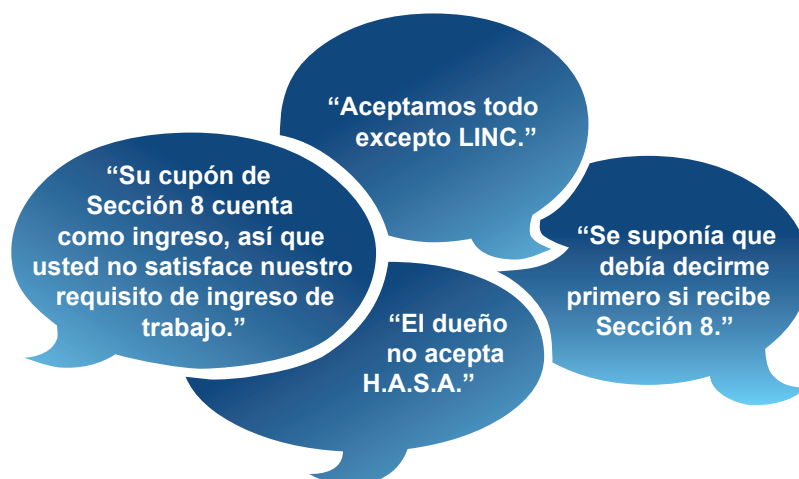 “Aceptamos todo
excepto LINC.”
“Su cupón de
Sección 8 cuenta
como ingreso, así que
usted no satisface nuestro
requisito de ingreso de
trabajo.”
“Se suponía que
debía decirme
primero si recibe
Sección 8.”
“El dueño
no acepta
H.A.S.A.”